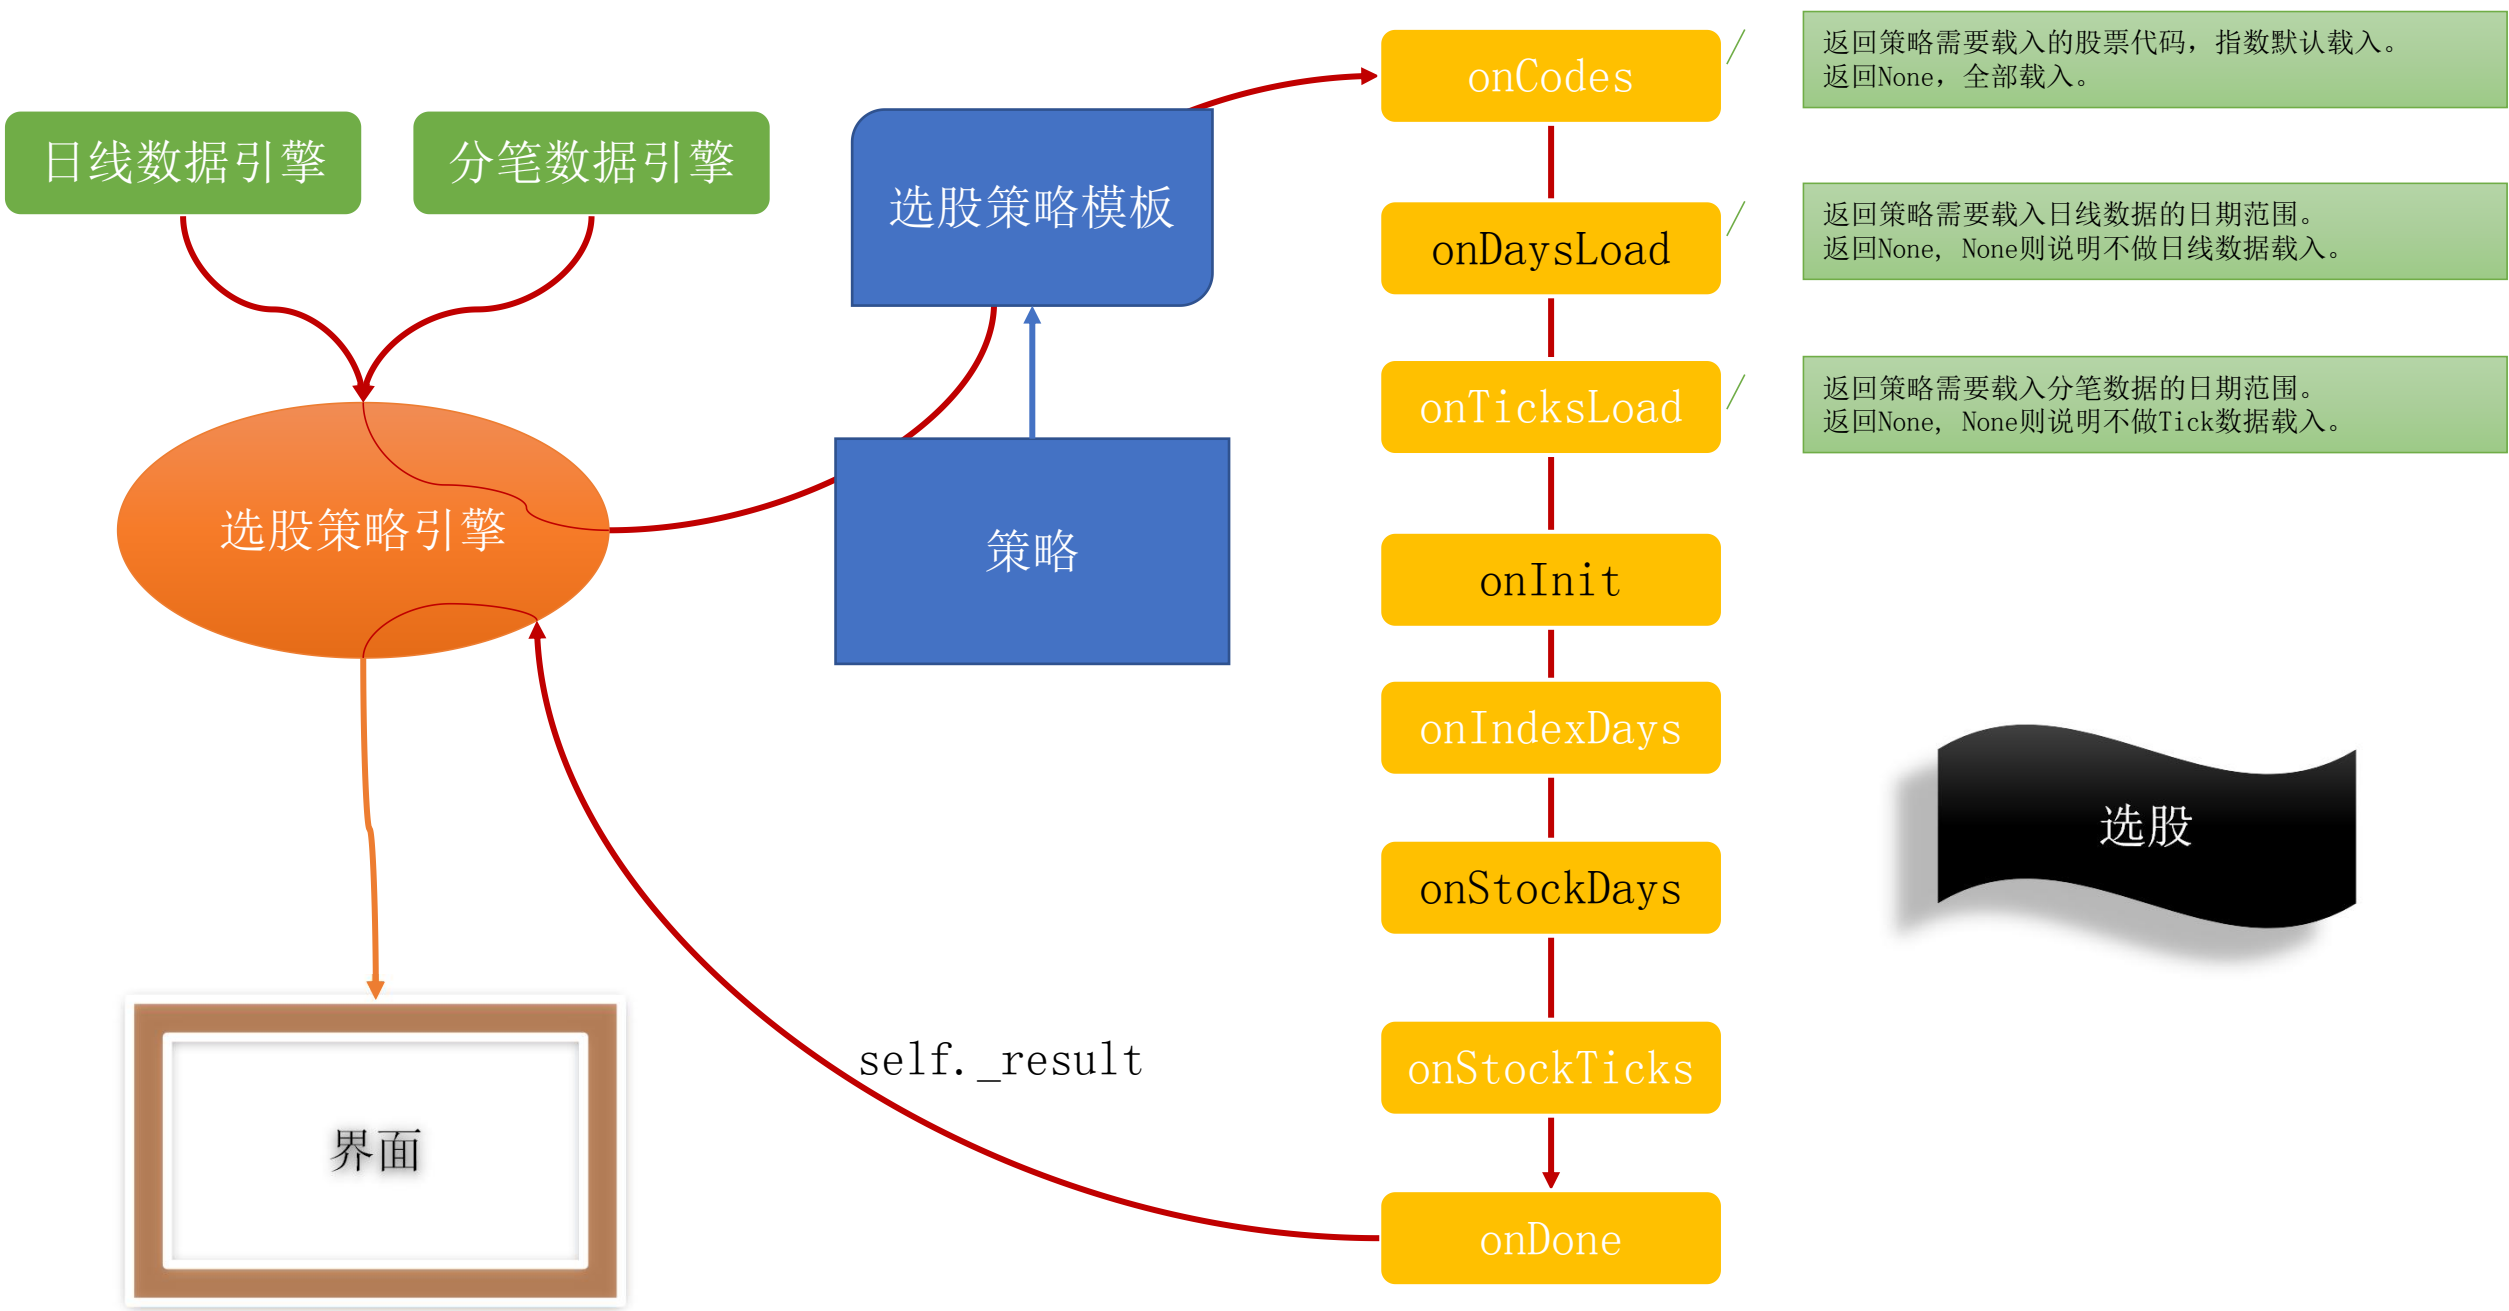 日线数据引擎
分笔数据引擎
选股策略模板
选股策略引擎
策略
界面
self._result
onCodes
onDaysLoad
onTicksLoad
onInit
onIndexDays
onStockDays
onStockTicks
onDone
返回策略需要载入的股票代码，指数默认载入。
返回None，全部载入。
返回策略需要载入日线数据的日期范围。
返回None, None则说明不做日线数据载入。
返回策略需要载入分笔数据的日期范围。
返回None, None则说明不做Tick数据载入。
选股